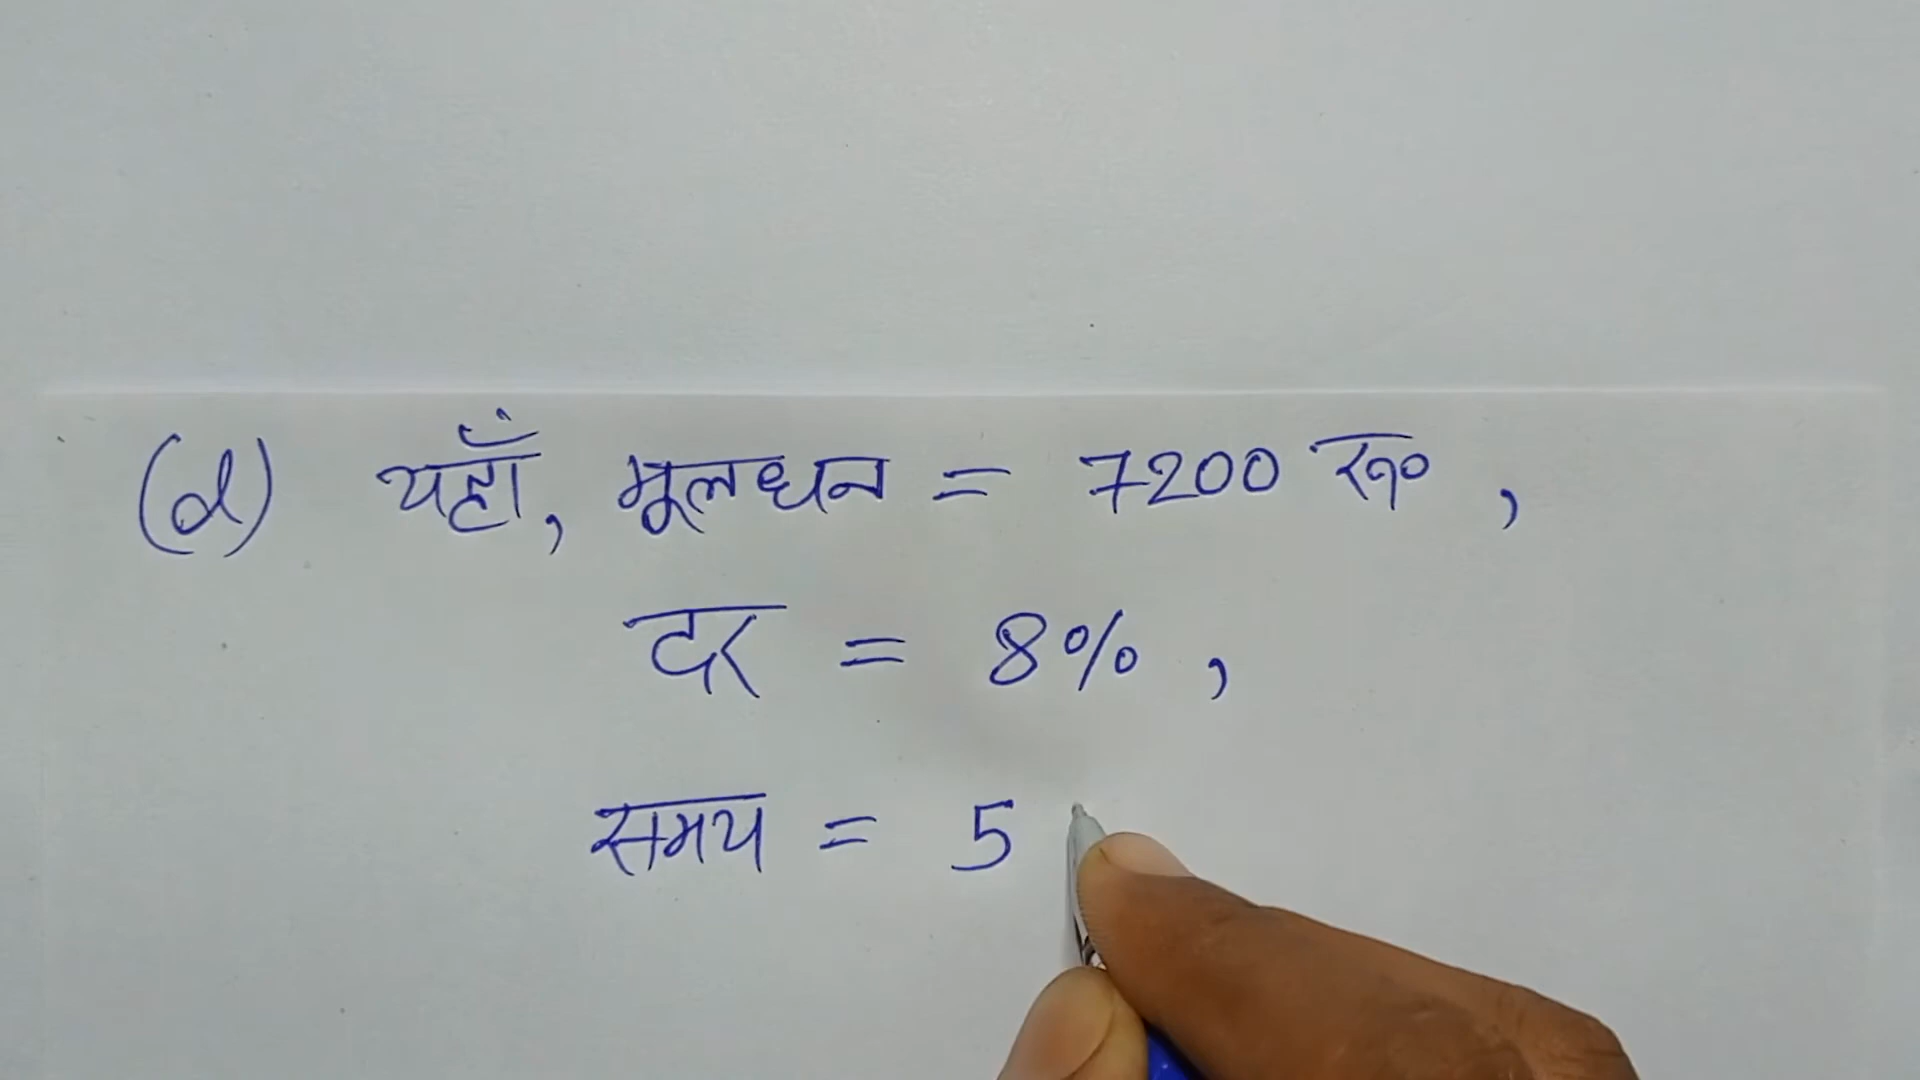 (d) यहाँ, मूलधन = 7200 रू०,
दर = 8%,
समय = 5